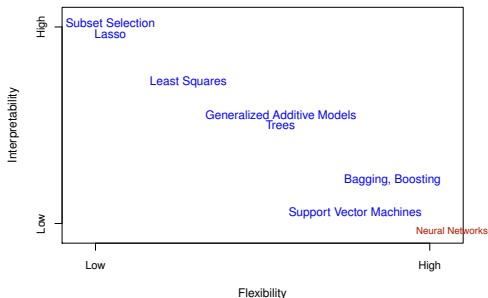 High
Subset Selection
Lasso
Least Squares
Interpretability
Generalized Additive Models
Trees
Bagging, Boosting
Support Vector Machines
Low
Neural Networks
Low
High
Flexibility